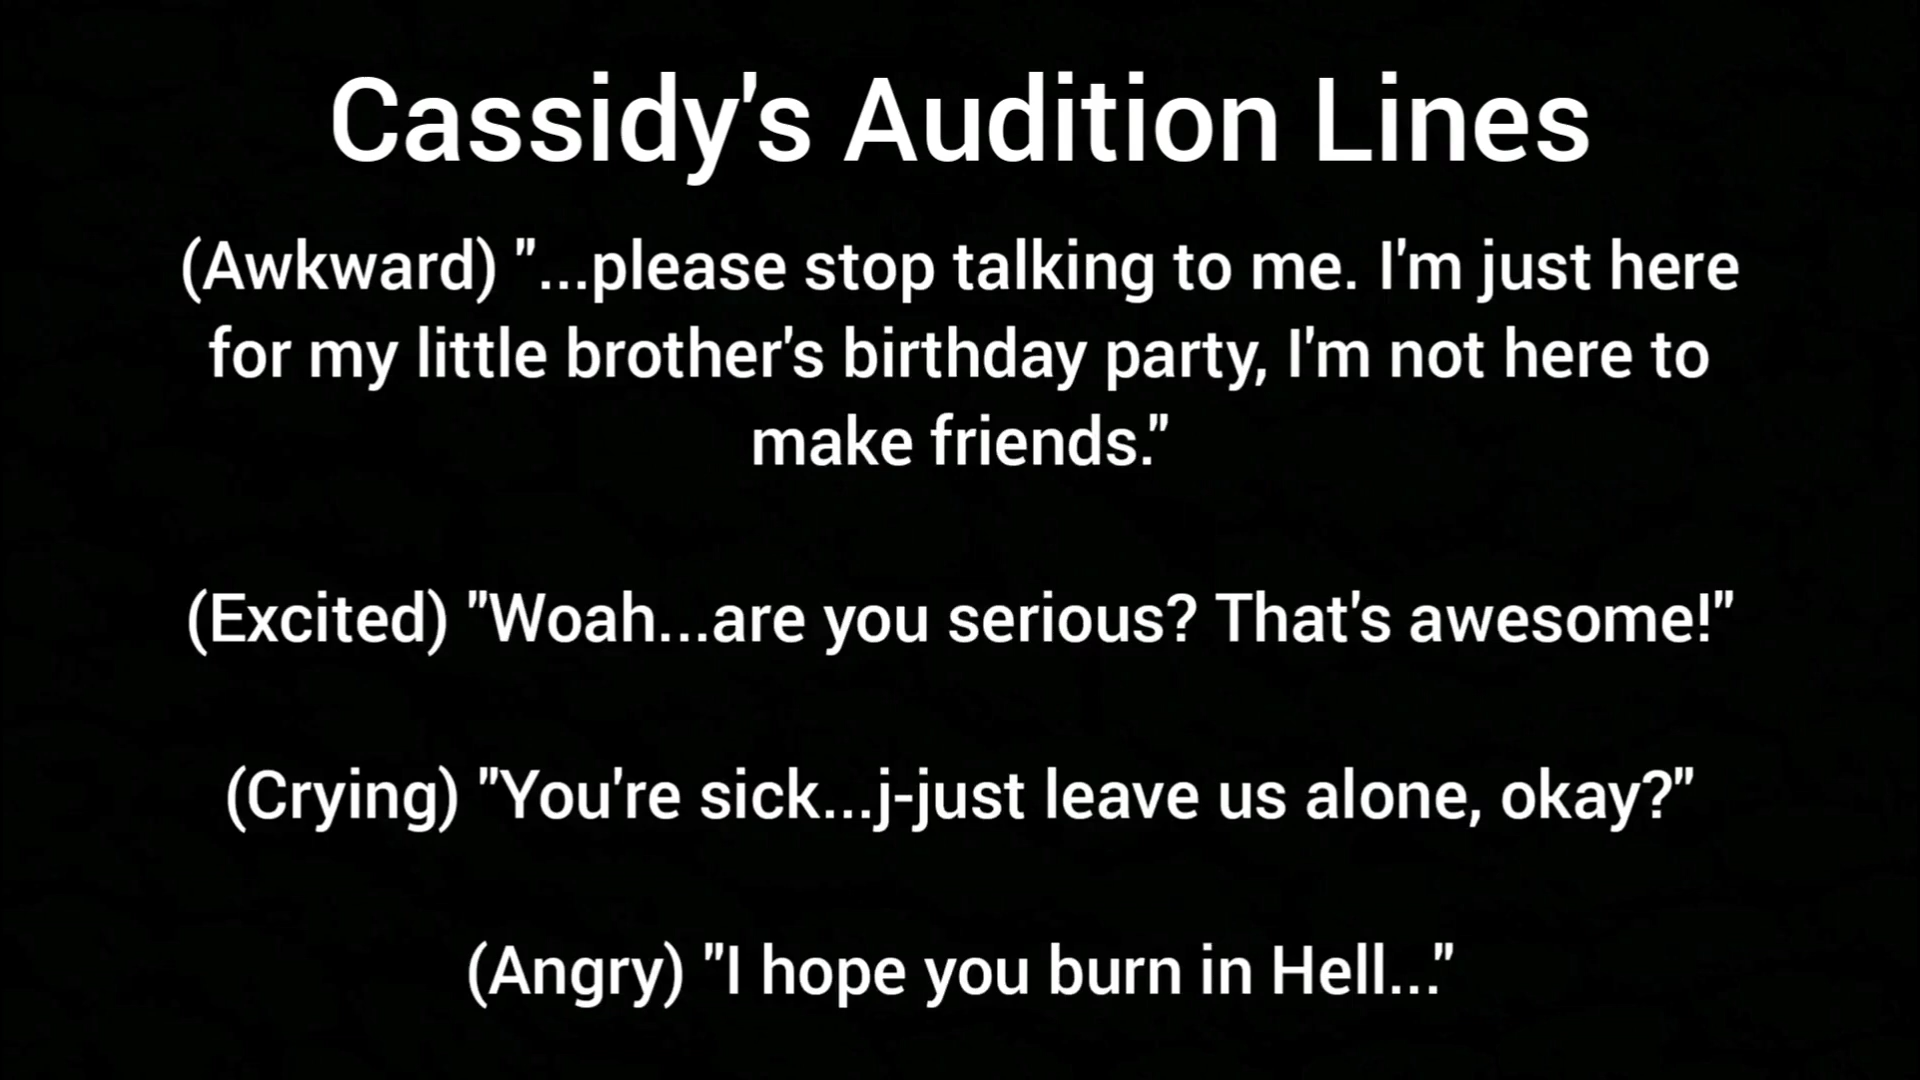 Cassidy's Audition Lines
(Awkward) "...please stop talking to me. I'm just here
for my little brother's birthday party, I'm not here to
make friends."
(Excited) "Woah...are you serious? That's awesome!"
(Crying) "You're sick...j-just leave us alone, okay?"
(Angry) "I hope you burn in Hell..."